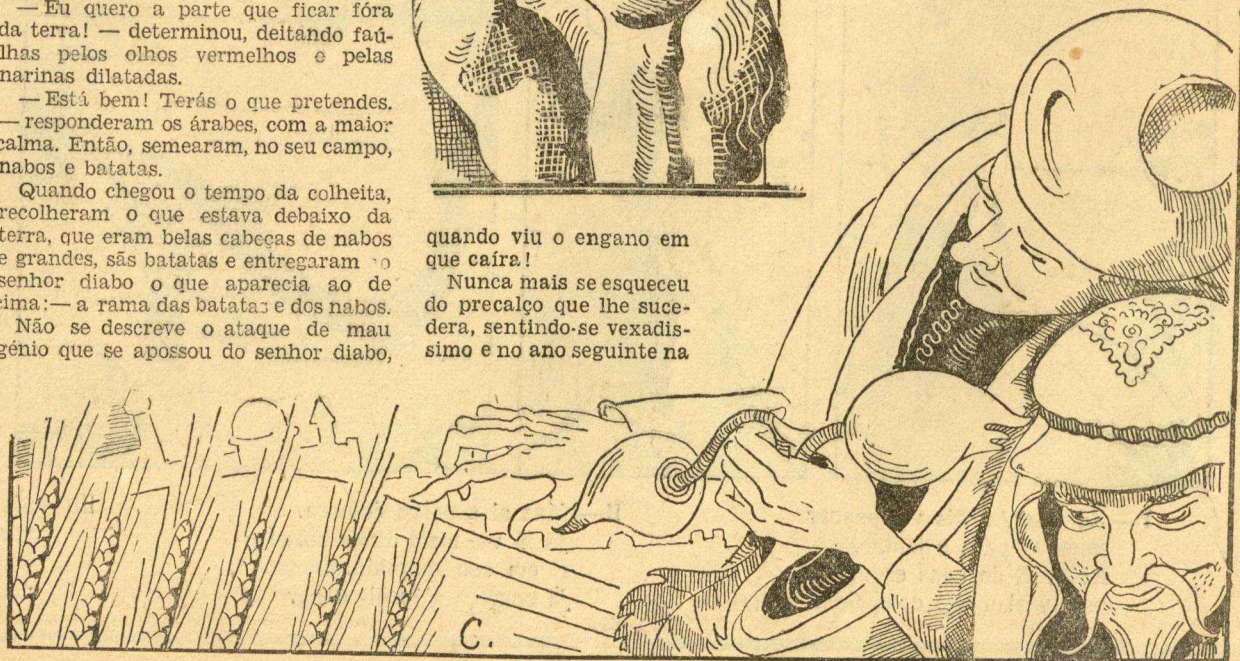 — Eu quero a parte que ficar fóra
da terra! — determinou, deitando faú-
lhas pelos olhos vermelhos e pelas
narinas dilatadas.
— Está bem! Terás o que pretendes.
— responderam os árabes, com a maior
calma. Então, semearam, no seu campo,
nabos e batatas.
Quando chegou o tempo da colheita,
recolheram o que estava debaixo da
terra, que eram belas cabeças de nabos
e grandes, sãs batatas e entregaram o
senhor diabo o que aparecia ao de
cima:— a rama das batatas e dos nabos.
Não se descreve o ataque de mau
génio que se apossou do senhor diabo,
quando viu o engano em
que caíra!
Nunca mais se esqueceu
do precalço que lhe suce-
dera, sentindo-se vexadis-
simo e no ano seguinte na
C.